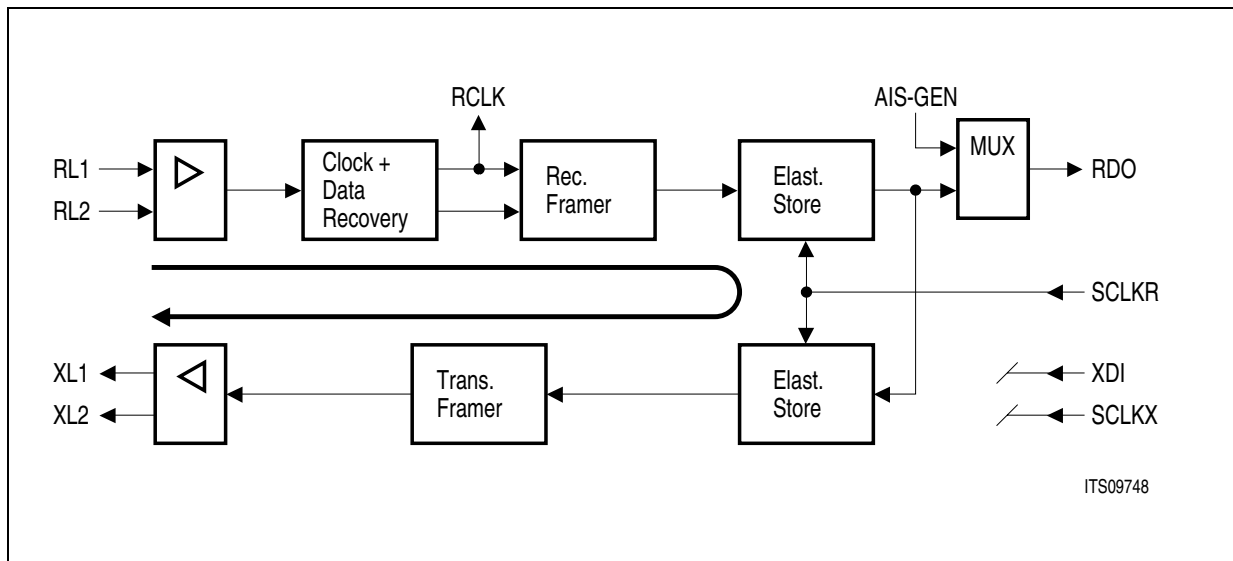 RCLK
AIS-GEN
RL1
RL2
Clock +
Data
Recovery
Rec.
Framer
Elast.
Store
MUX
RDO
SCLKR
XL1
XL2
Trans.
Framer
Elast.
Store
XDI
SCLKX
ITS09748